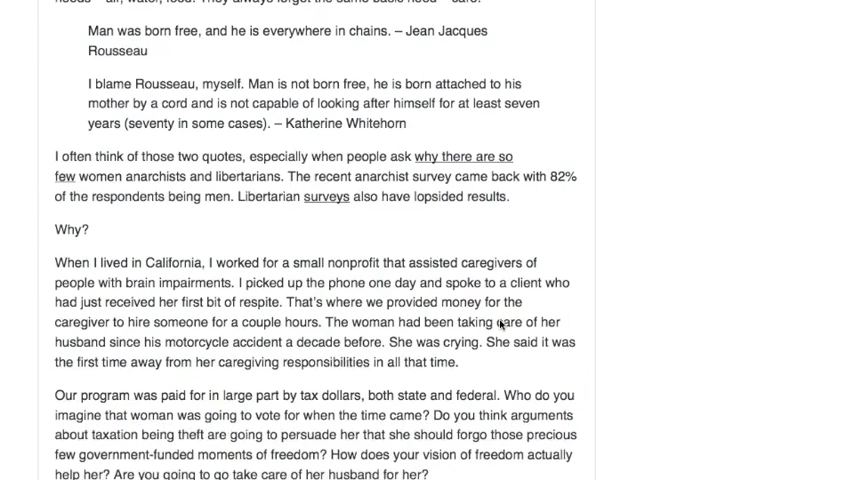 needs – air, water, food. They always forget the same basic need – care.
Man was born free, and he is everywhere in chains. – Jean Jacques
Rousseau
I blame Rousseau, myself. Man is not born free, he is born attached to his
mother by a cord and is not capable of looking after himself for at least seven
years (seventy in some cases). – Katherine Whitehorn
I often think of those two quotes, especially when people ask why there are so
few women anarchists and libertarians. The recent anarchist survey came back with 82%
of the respondents being men. Libertarian surveys also have lopsided results.
Why?
When I lived in California, I worked for a small nonprofit that assisted caregivers of
people with brain impairments. I picked up the phone one day and spoke to a client who
had just received her first bit of respite. That's where we provided money for the
caregiver to hire someone for a couple hours. The woman had been taking care of her
husband since his motorcycle accident a decade before. She was crying. She said it was
the first time away from her caregiving responsibilities in all that time.
Our program was paid for in large part by tax dollars, both state and federal. Who do you
imagine that woman was going to vote for when the time came? Do you think arguments
about taxation being theft are going to persuade her that she should forgo those precious
few government-funded moments of freedom? How does your vision of freedom actually
help her? Are you going to go take care of her husband for her?